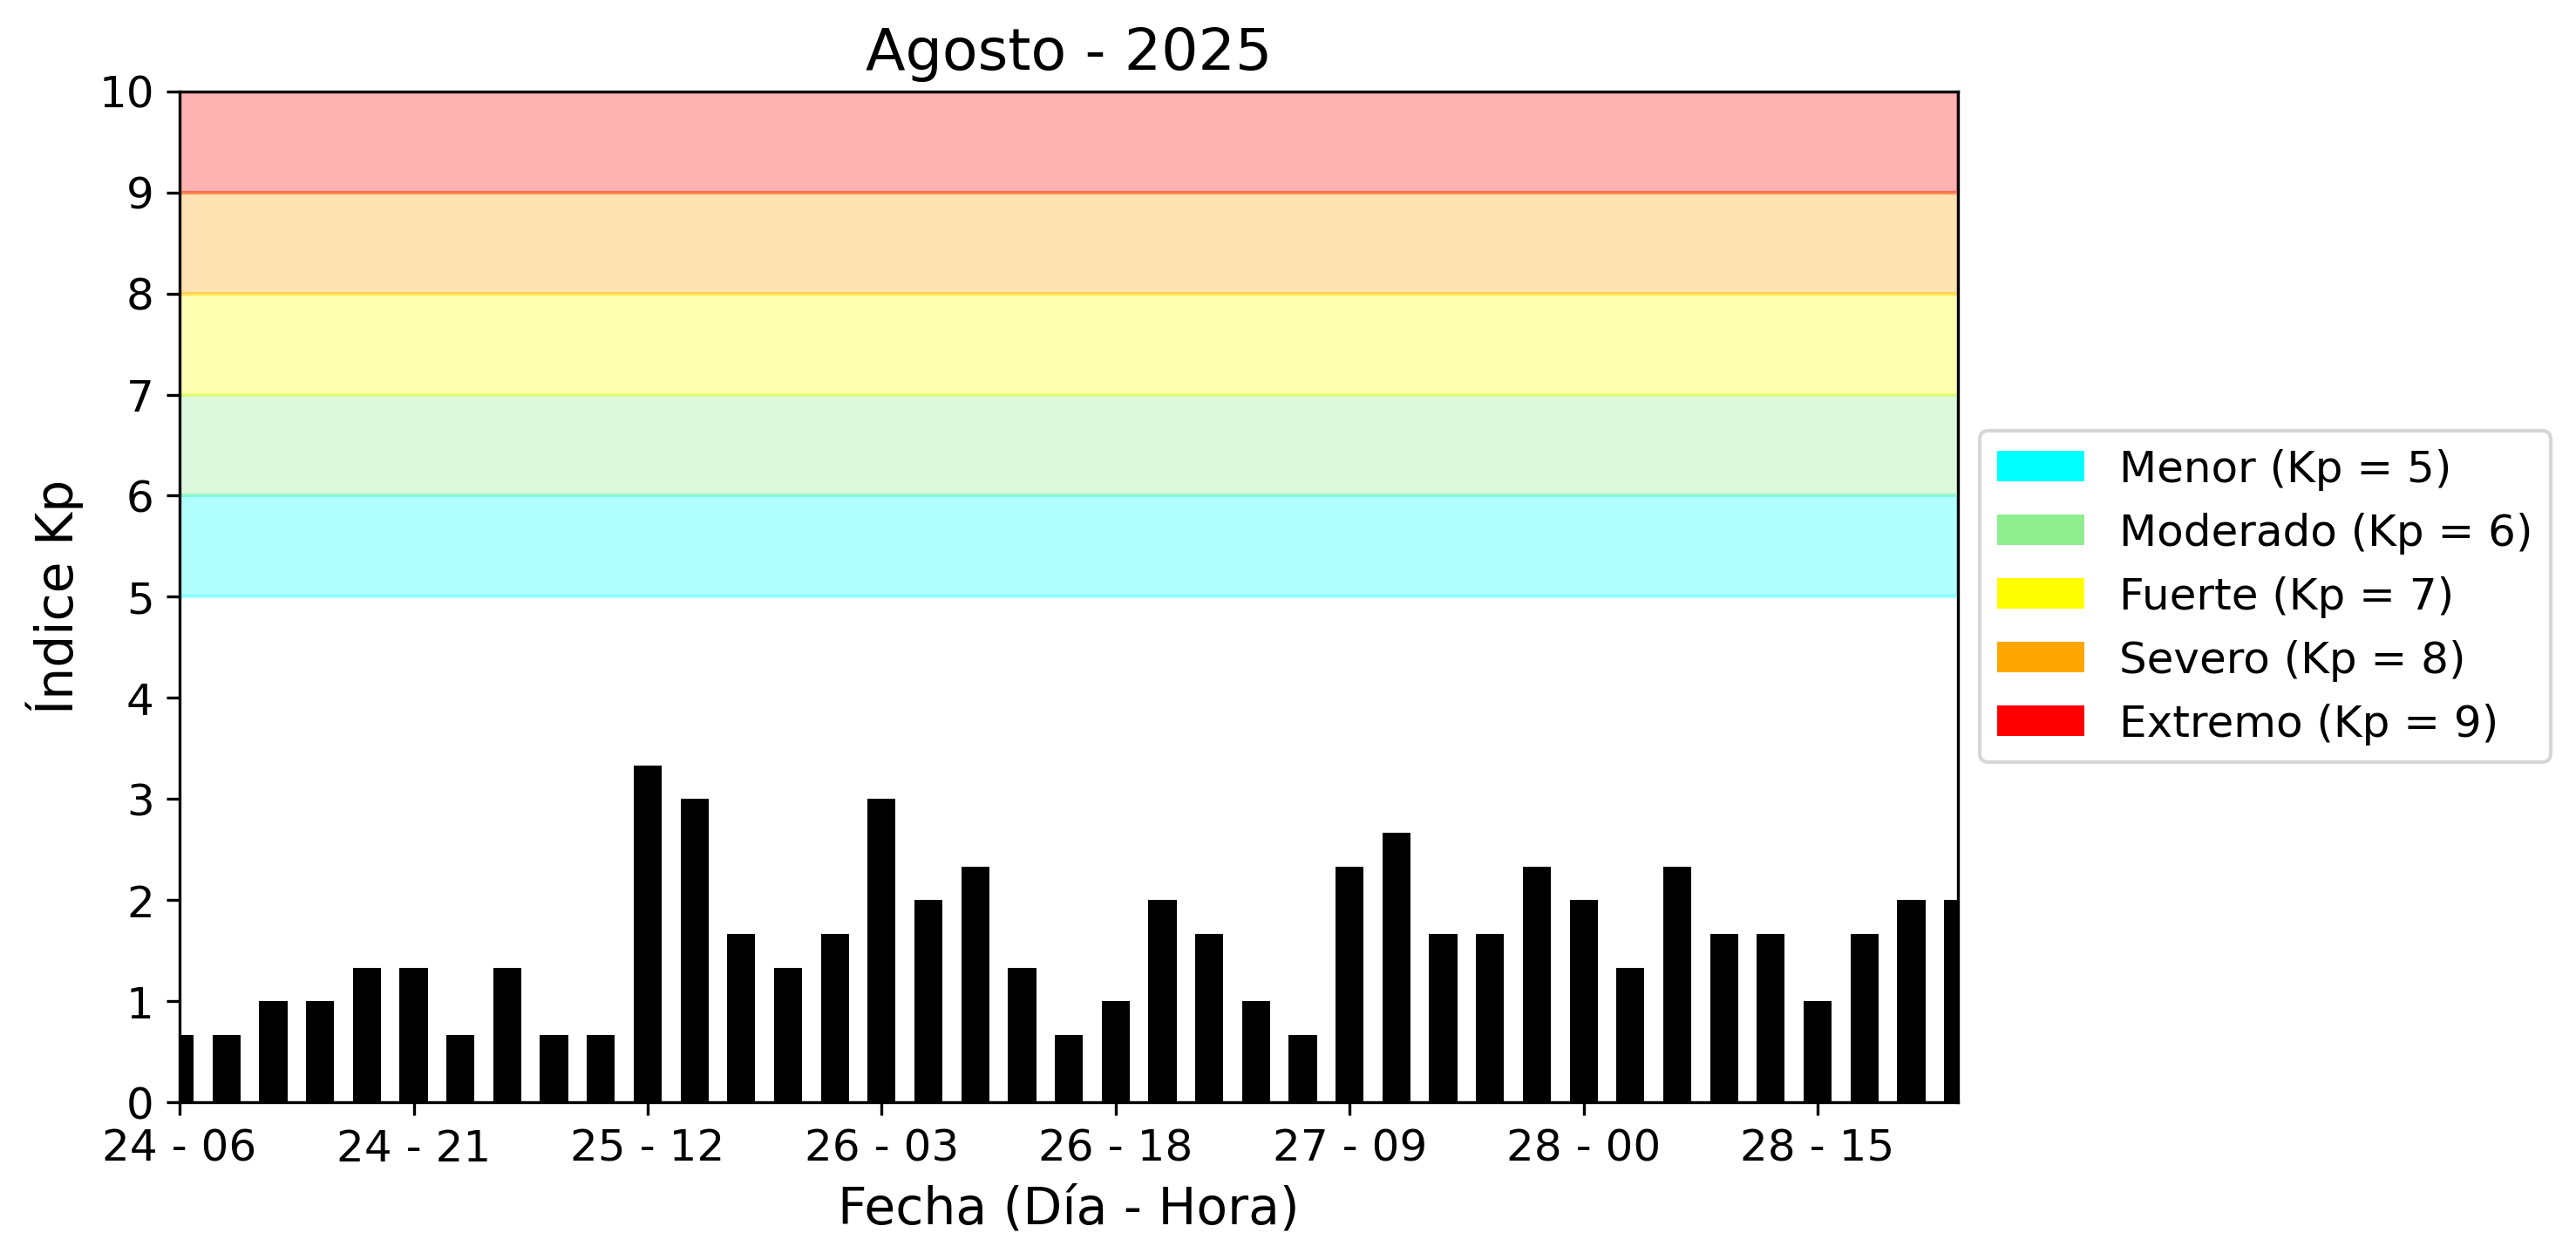 Agosto - 2025
10
9
8
7
6
5
4
3
2
1
0
Índice Kp
24 - 06 24 - 21 25 - 12 26 - 03 26 - 18 27 - 09 28 - 00 28 - 15
Fecha (Día - Hora)
Menor (Kp = 5)
Moderado (Kp = 6)
Fuerte (Kp = 7)
Severo (Kp = 8)
Extremo (Kp = 9)